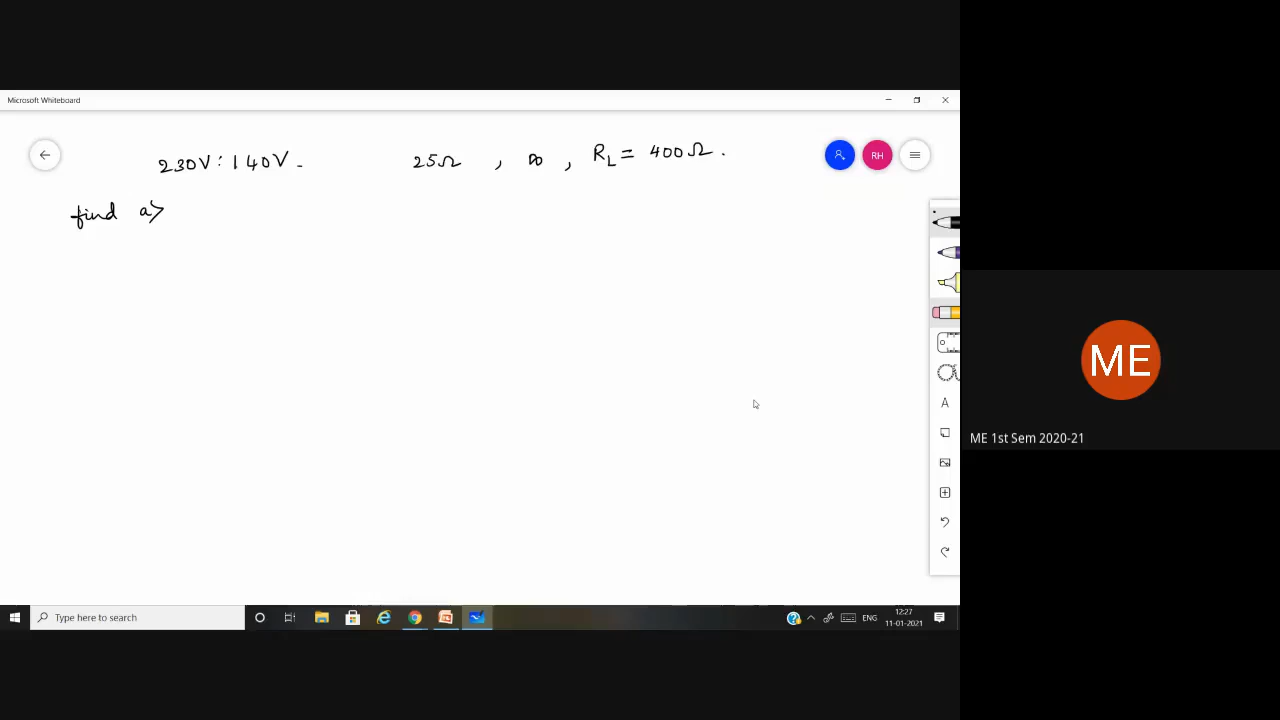 Microsoft Whiteboard
230V:140V. 25Ω, ∞, RL = 400Ω.
RH
find a>
ME
ME 1st Sem 2020-21
A
Type here to search
ENG
12:27
11-01-2021